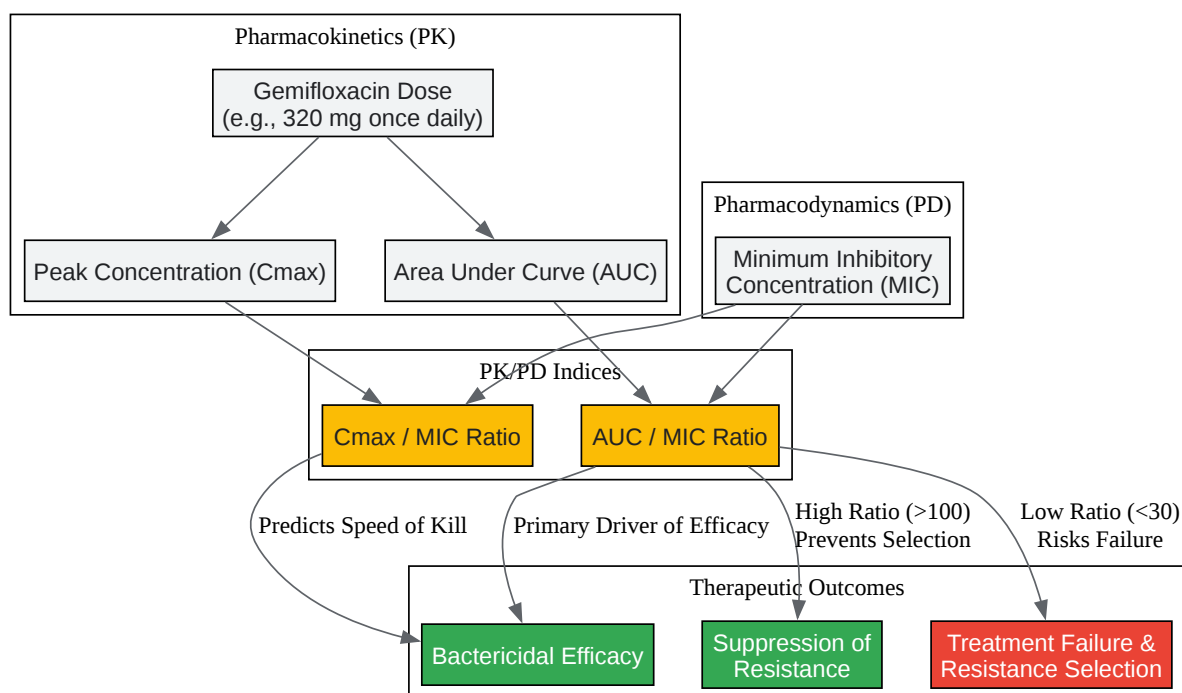 Pharmacokinetics (PK)
Gemifloxacin Dose
(e.g., 320 mg once daily)
Pharmacodynamics (PD)
Peak Concentration (Cmax)
Area Under Curve (AUC)
Minimum Inhibitory
Concentration (MIC)
PK/PD Indices
Cmax / MIC Ratio
AUC / MIC Ratio
Predicts Speed of Kill
Primary Driver of Efficacy
High Ratio (>100)
Prevents Selection
Low Ratio (<30)
Risks Failure
Therapeutic Outcomes
Bactericidal Efficacy
Suppression of
Resistance
Treatment Failure &
Resistance Selection